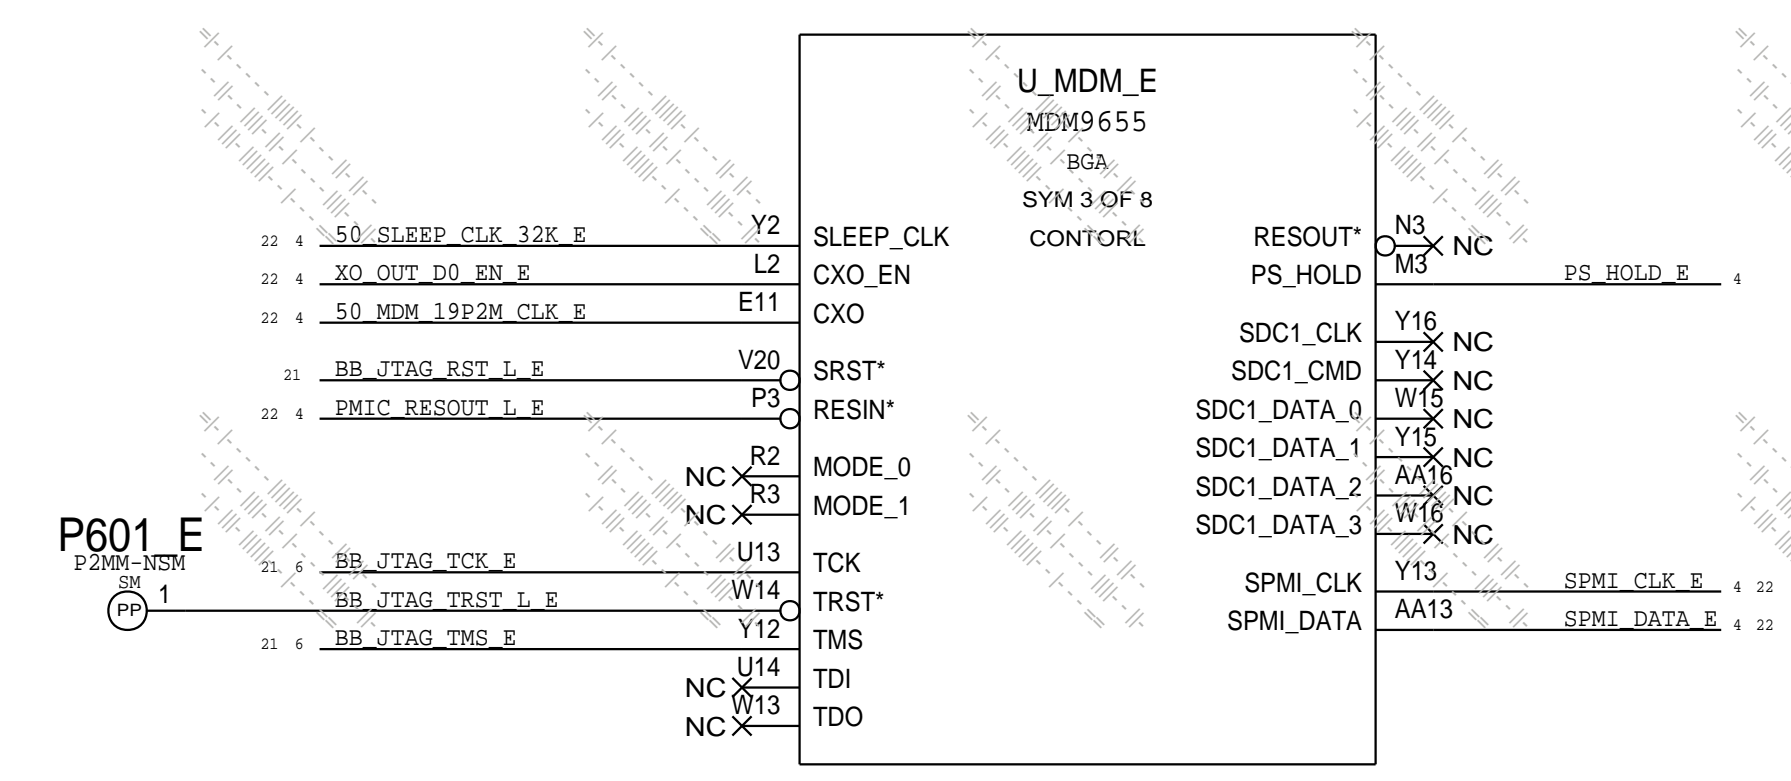 U_MDM_E
MDM9655
BGA
SYM 3 OF 8
CONTORL
22 4 50_SLEEP_CLK_32K_E Y2 SLEEP_CLK
22 4 XO_OUT_D0_EN_E L2 CXO_EN
22 4 50_MDM_19P2M_CLK_E E11 CXO
21 BB_JTAG_RST_L_E V20 SRST*
22 4 PMIC_RESOUT_L_E P3 RESIN*
NC R2 MODE_0
NC R3 MODE_1
P601_E
P2MM-NSM
SM
PP 1
21 6 BB_JTAG_TCK_E U13 TCK
BB_JTAG_TRST_L_E W14 TRST*
21 6 BB_JTAG_TMS_E Y12 TMS
NC U14 TDI
NC W13 TDO
RESOUT* N3 NC
PS_HOLD M3 PS_HOLD_E 4
SDC1_CLK Y16 NC
SDC1_CMD Y14 NC
SDC1_DATA_0 W15 NC
SDC1_DATA_1 Y15 NC
SDC1_DATA_2 AA16 NC
SDC1_DATA_3 W16 NC
SPMI_CLK Y13 SPMI_CLK_E 4 22
SPMI_DATA AA13 SPMI_DATA_E 4 22